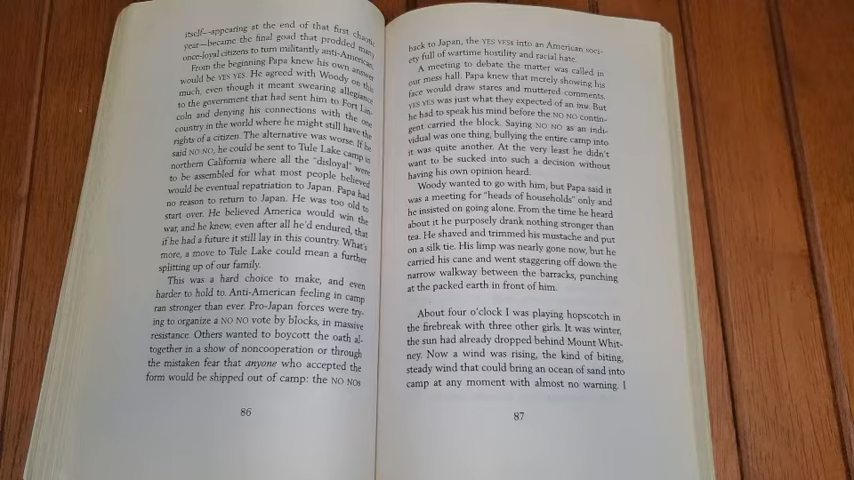 itself—appearing at the end of that first chaotic
year—became the final goad that prodded many
once-loyal citizens to turn militantly anti-American.
From the beginning Papa knew his own answer
would be YES YES. He agreed with Woody on this
much, even though it meant swearing allegiance
to the government that had sent him to Fort Lin-
coln and denying his connections with the one
country in the world where he might still have the
rights of a citizen. The alternative was worse. If he
said NO NO, he could be sent to Tule Lake camp in
northern California where all the "disloyal" were
to be assembled for what most people believed
would be eventual repatriation to Japan. Papa had
no reason to return to Japan. He was too old to
start over. He believed America would win the
war, and he knew, even after all he'd endured, that
if he had a future it still lay in this country. What's
more, a move to Tule Lake could mean a further
splitting up of our family.
This was a hard choice to make, and even
harder to hold to. Anti-American feeling in camp
ran stronger than ever. Pro-Japan forces were try-
ing to organize a NO NO vote by blocks, in massive
resistance. Others wanted to boycott the oath al-
together in a show of noncooperation or through
the mistaken fear that anyone who accepted the
form would be shipped out of camp: the NO NOs
86
back to Japan, the YES YESs into an American soci-
ety full of wartime hostility and racial hate.
A meeting to debate the matter was called in
our mess hall. Papa knew that merely showing his
face would draw stares and muttered comments.
YES YES was just what they expected of an inu. But
he had to speak his mind before the NO NO contin-
gent carried the block. Saying NO NO as an indi-
vidual was one thing, bullying the entire camp into
it was quite another. At the very least he didn't
want to be sucked into such a decision without
having his own opinion heard.
Woody wanted to go with him, but Papa said it
was a meeting for "heads of households" only and
he insisted on going alone. From the time he heard
about it he purposely drank nothing stronger than
tea. He shaved and trimmed his mustache and put
on a silk tie. His limp was nearly gone now, but he
carried his cane and went staggering off down the
narrow walkway between the barracks, punching
at the packed earth in front of him.
About four o'clock I was playing hopscotch in
the firebreak with three other girls. It was winter,
the sun had already dropped behind Mount Whit-
ney. Now a wind was rising, the kind of biting,
steady wind that could bring an ocean of sand into
camp at any moment with almost no warning. I
87